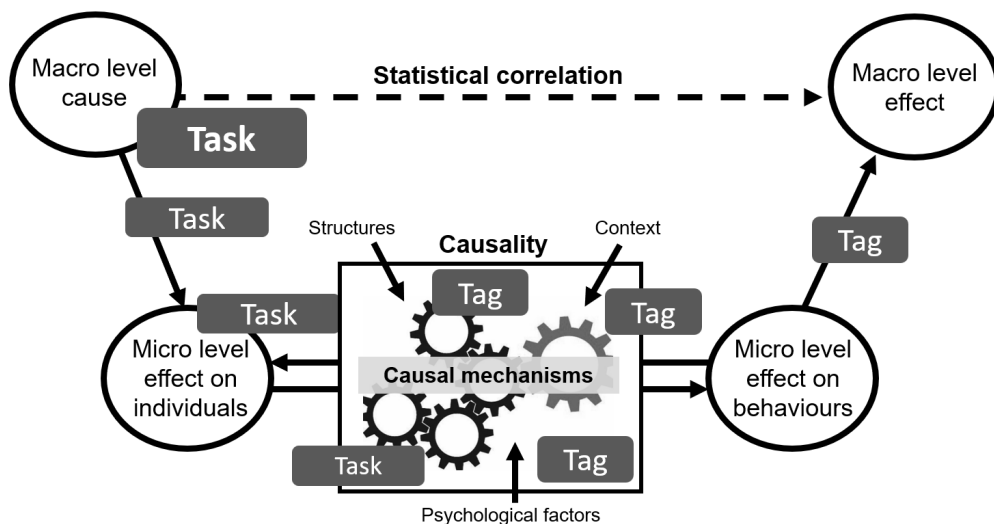 Macro level
cause
Statistical correlation
Macro level
effect
Task
Task
Structures
Causality
Context
Tag
Tag
Tag
Task
Micro level
effect on
individuals
Causal mechanisms
Micro level
effect on
behaviours
Task
Tag
Psychological factors